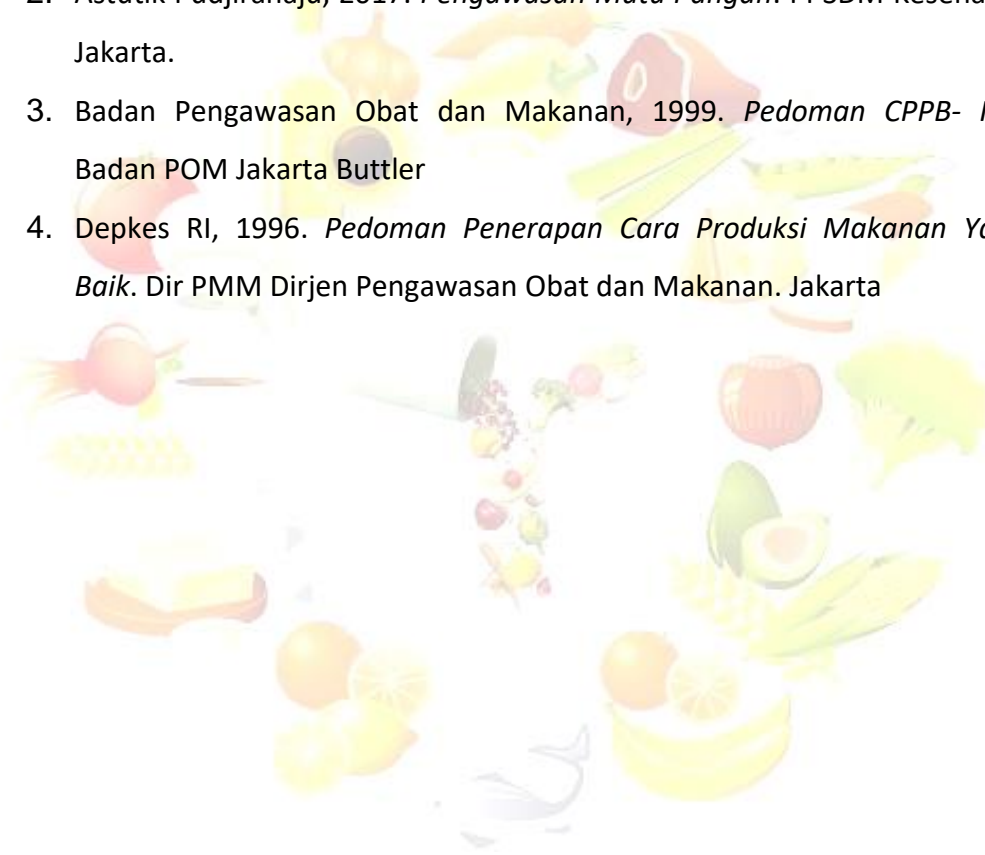 Jakarta.
3. Badan Pengawasan Obat dan Makanan, 1999. Pedoman CPPB-
Badan POM Jakarta Buttler
4. Depkes RI, 1996. Pedoman Penerapan Cara Produksi Makanan
Baik. Dir PMM Dirjen Pengawasan Obat dan Makanan. Jakarta